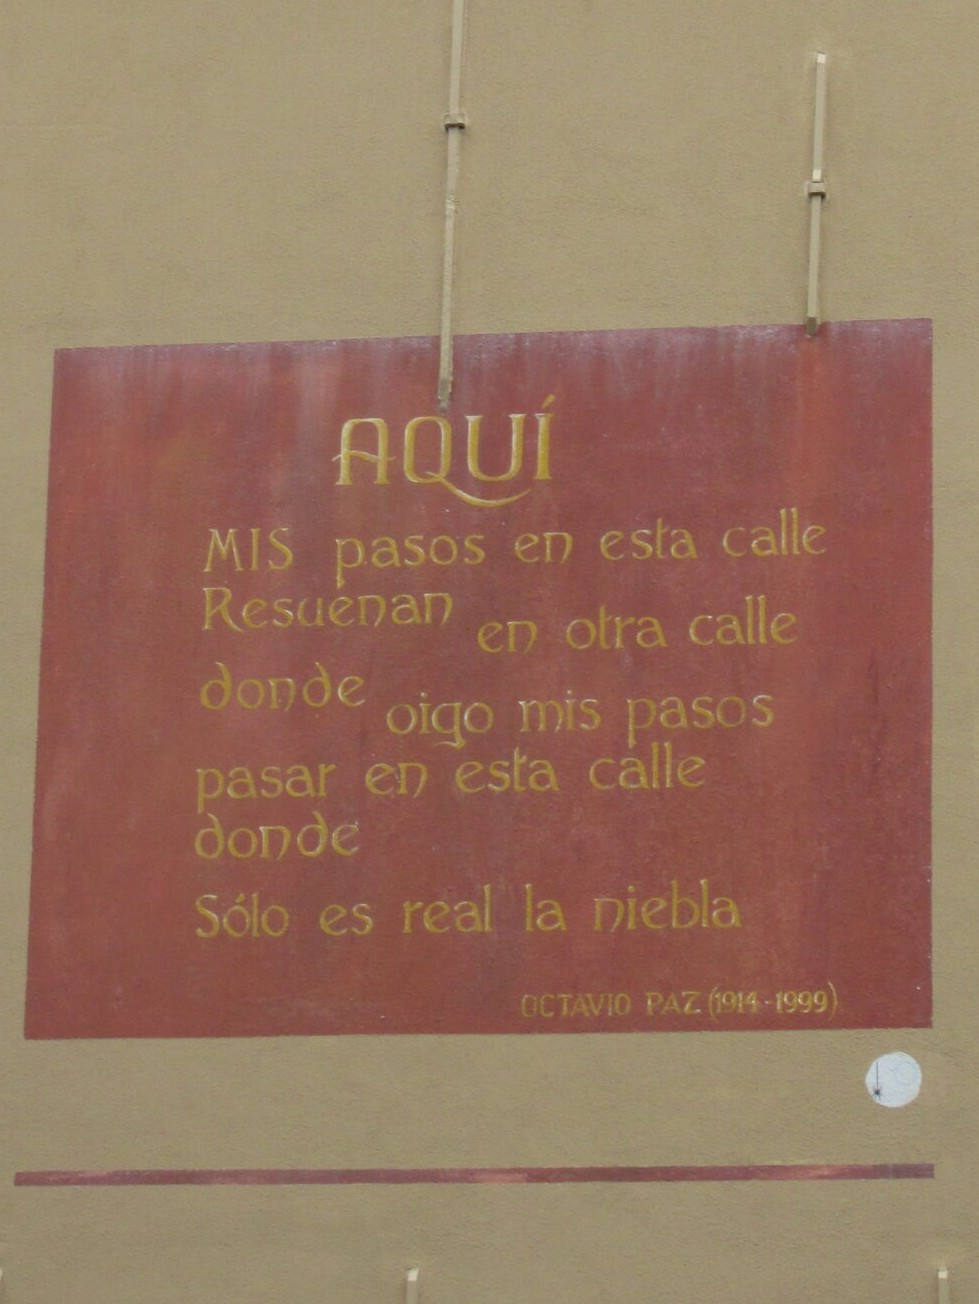 AQUÍ
MIS pasos en esta calle
Resuenan
en otra calle
donde
oigo mis pasos
pasar en esta calle
donde
Sólo es real la niebla
OCTAVIO PAZ (1914-1999)